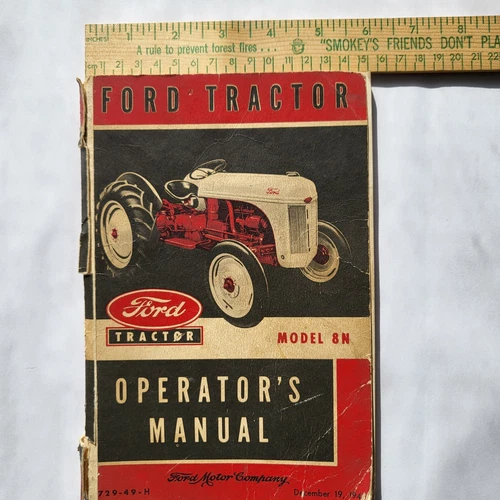 INCHES 1 2 3 4 5 6 7 8
A rule to prevent forest fires . . . "SMOKEY'S FRIENDS DON'T PLA
cm 1 2 3 4 5 6 7 8 9 10 11 12 13 14 15 16 17 18 19 20 21 22
FORD TRACTOR
Ford
Ford
TRACTOR
MODEL 8N
OPERATOR'S
MANUAL
Ford Motor Company
729-49-H December 19, 194